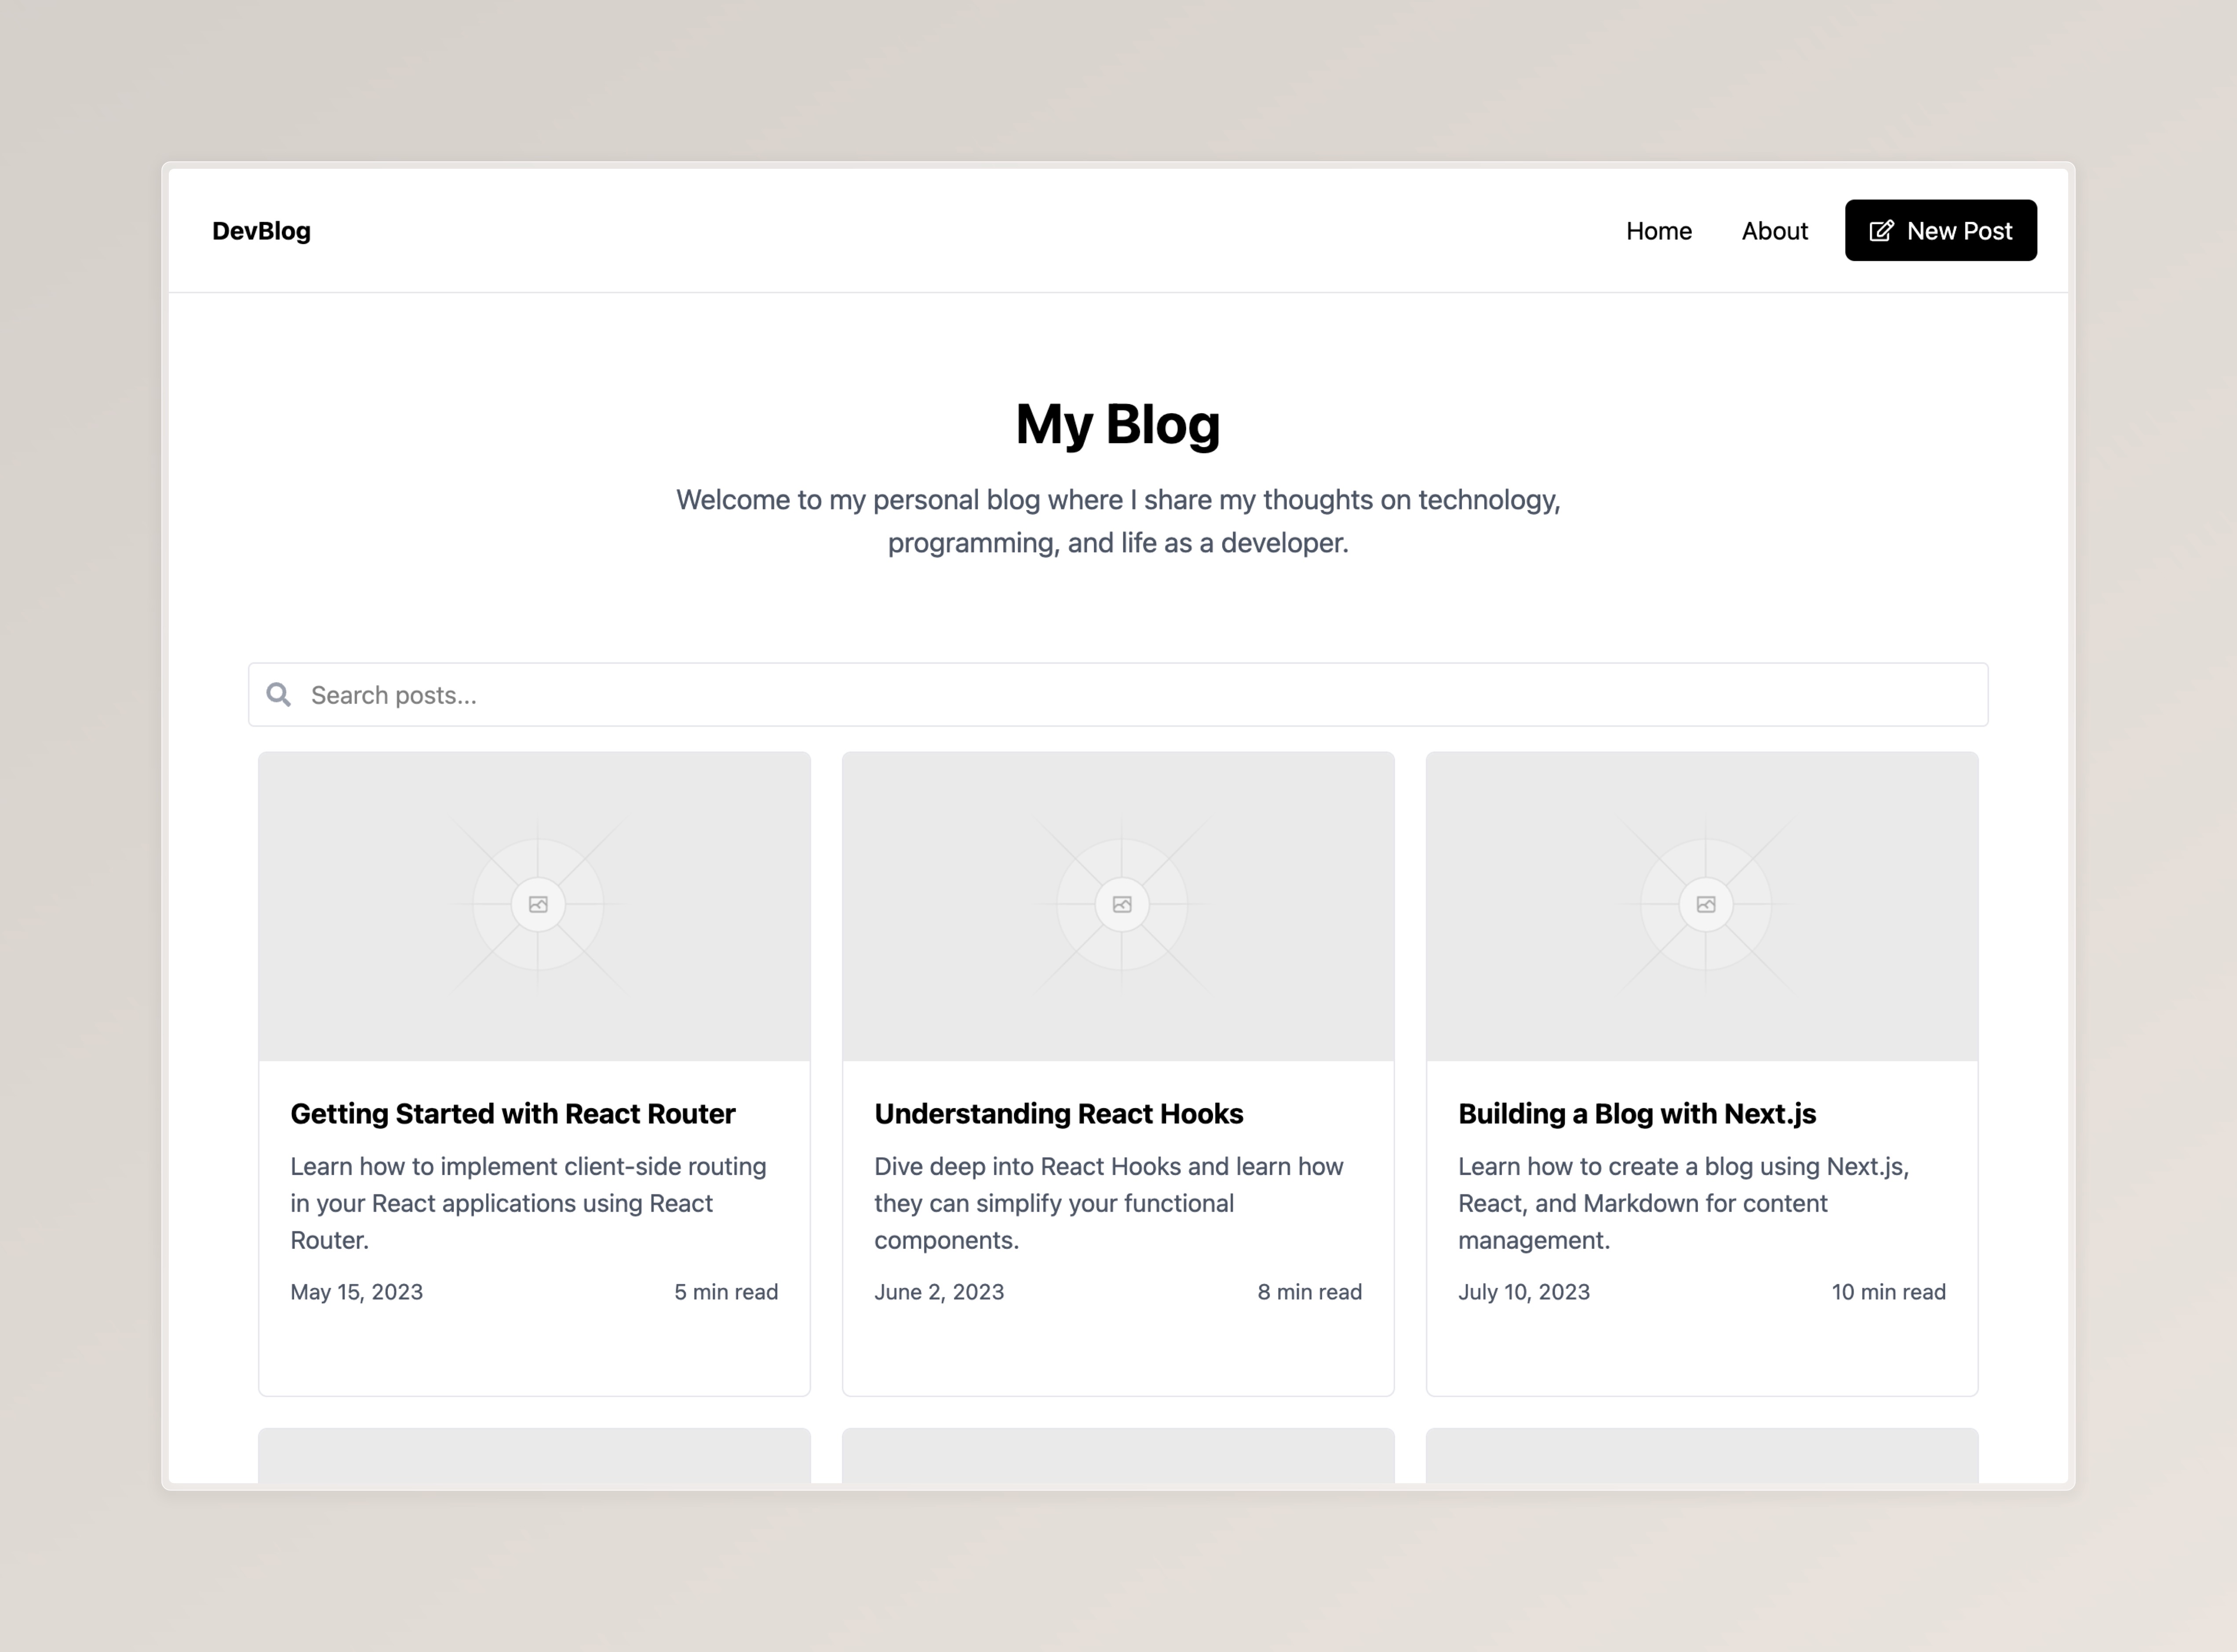 DevBlog
Home
About
New Post
My Blog
Welcome to my personal blog where I share my thoughts on technology,
programming, and life as a developer.
Search posts...
Getting Started with React Router
Learn how to implement client-side routing
in your React applications using React
Router.
May 15, 2023
5 min read
Understanding React Hooks
Dive deep into React Hooks and learn how
they can simplify your functional
components.
June 2, 2023
8 min read
Building a Blog with Next.js
Learn how to create a blog using Next.js,
React, and Markdown for content
management.
July 10, 2023
10 min read